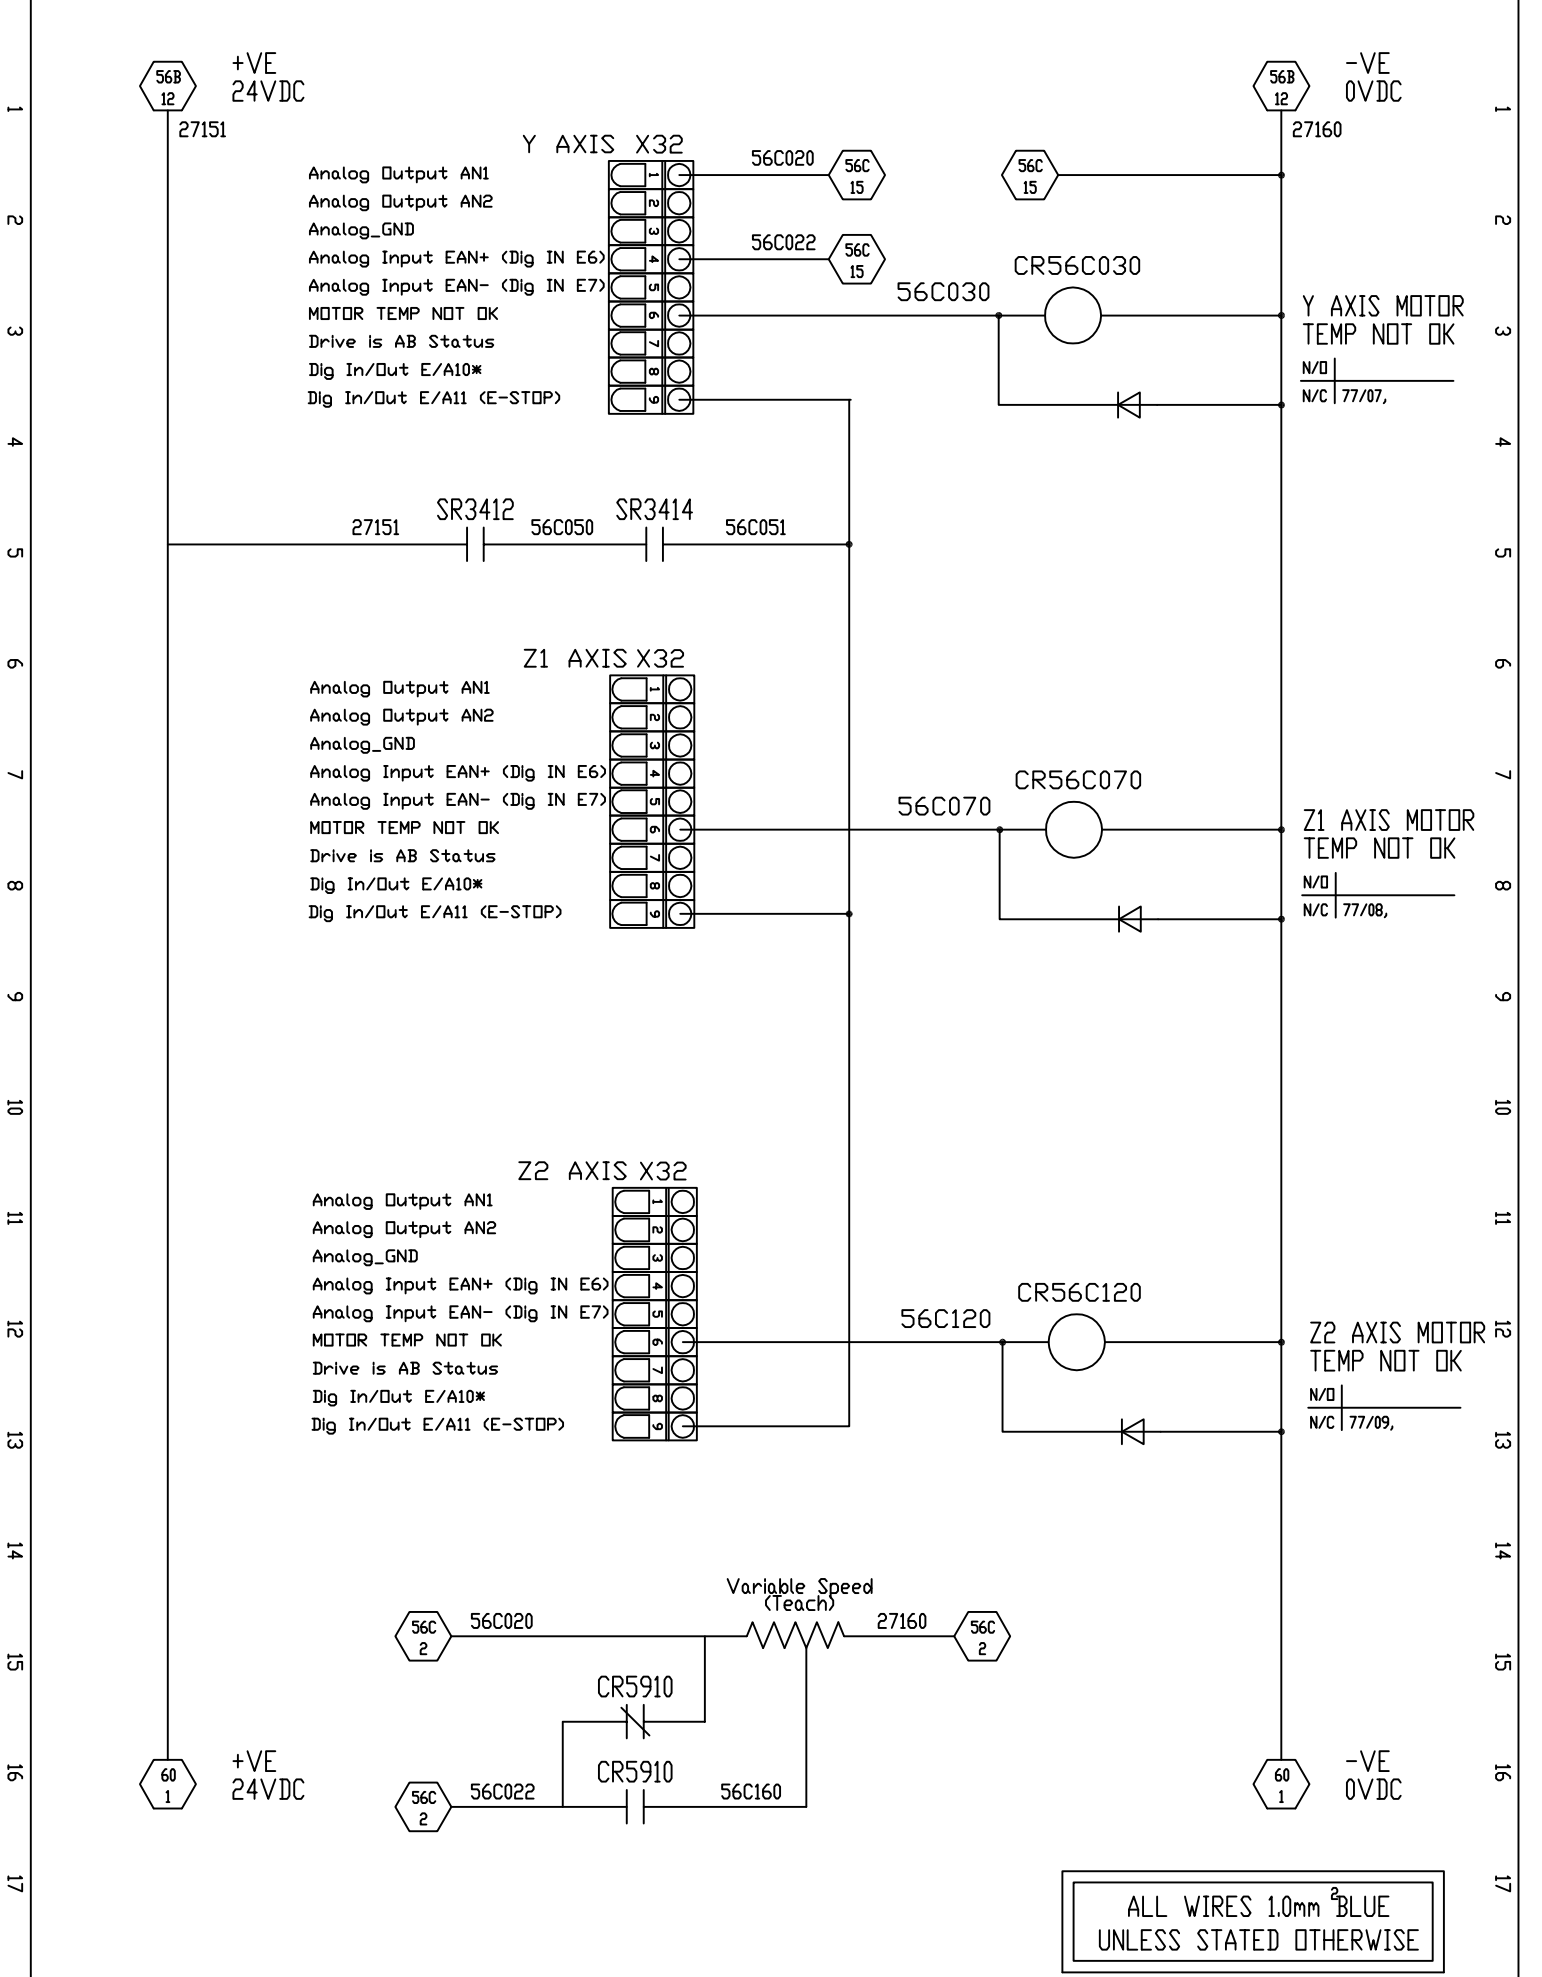 56B
12
+VE
24VDC
56B
12
-VE
0VDC
1
1
27151
27160
Y AXIS X32
Analog Output AN1
1
56C020
56C
15
56C
15
Analog Output AN2
2
2
2
Analog_GND
3
Analog Input EAN+ (Dig IN E6)
4
56C022
56C
15
CR56C030
Analog Input EAN- (Dig IN E7)
5
56C030
MOTOR TEMP NOT OK
6
Y AXIS MOTOR
TEMP NOT OK
3
3
Drive is AB Status
7
Dig In/Out E/A10*
8
N/O
N/C 77/07,
Dig In/Out E/A11 (E-STOP)
9
4
4
SR3412
SR3414
27151
56C050
56C051
5
5
Z1 AXIS X32
6
6
Analog Output AN1
1
Analog Output AN2
2
Analog_GND
3
Analog Input EAN+ (Dig IN E6)
4
7
7
CR56C070
Analog Input EAN- (Dig IN E7)
5
56C070
MOTOR TEMP NOT OK
6
Z1 AXIS MOTOR
TEMP NOT OK
Drive is AB Status
7
Dig In/Out E/A10*
8
8
8
N/O
N/C 77/08,
Dig In/Out E/A11 (E-STOP)
9
9
9
10
10
Z2 AXIS X32
Analog Output AN1
1
11
11
Analog Output AN2
2
Analog_GND
3
Analog Input EAN+ (Dig IN E6)
4
CR56C120
Analog Input EAN- (Dig IN E7)
5
56C120
12
12
MOTOR TEMP NOT OK
6
Z2 AXIS MOTOR
TEMP NOT OK
Drive is AB Status
7
Dig In/Out E/A10*
8
N/O
N/C 77/09,
Dig In/Out E/A11 (E-STOP)
9
13
13
14
14
Variable Speed
(Teach)
56C
2
56C020
27160
56C
2
15
15
CR5910
+VE
24VDC
60
1
CR5910
56C
2
56C022
56C160
60
1
-VE
0VDC
16
16
17
17
ALL WIRES 1.0mm 2 BLUE
UNLESS STATED OTHERWISE